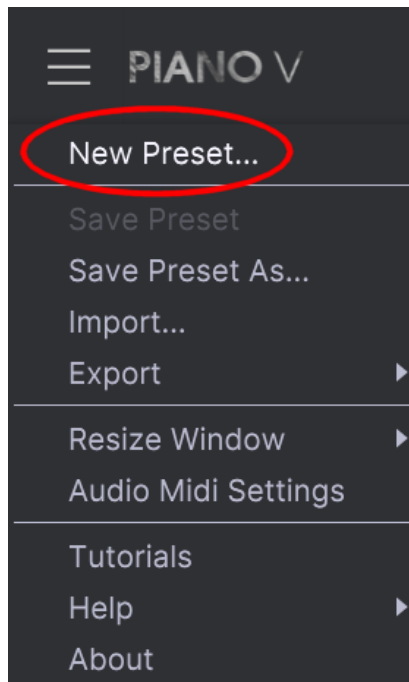 PIANO V
New Preset...
Save Preset
Save Preset As...
Import...
Export
Resize Window
Audio Midi Settings
Tutorials
Help
About